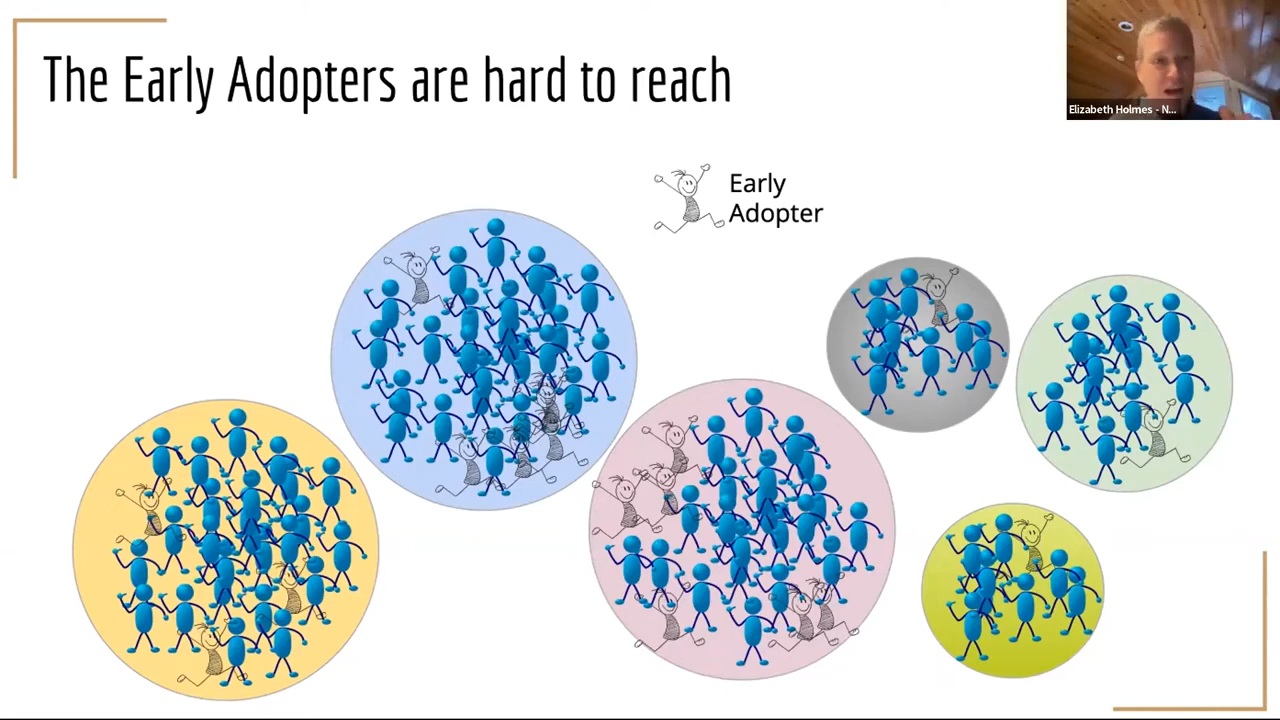 The Early Adopters are hard to reach
Elizabeth Holmes - N...
Early
Adopter